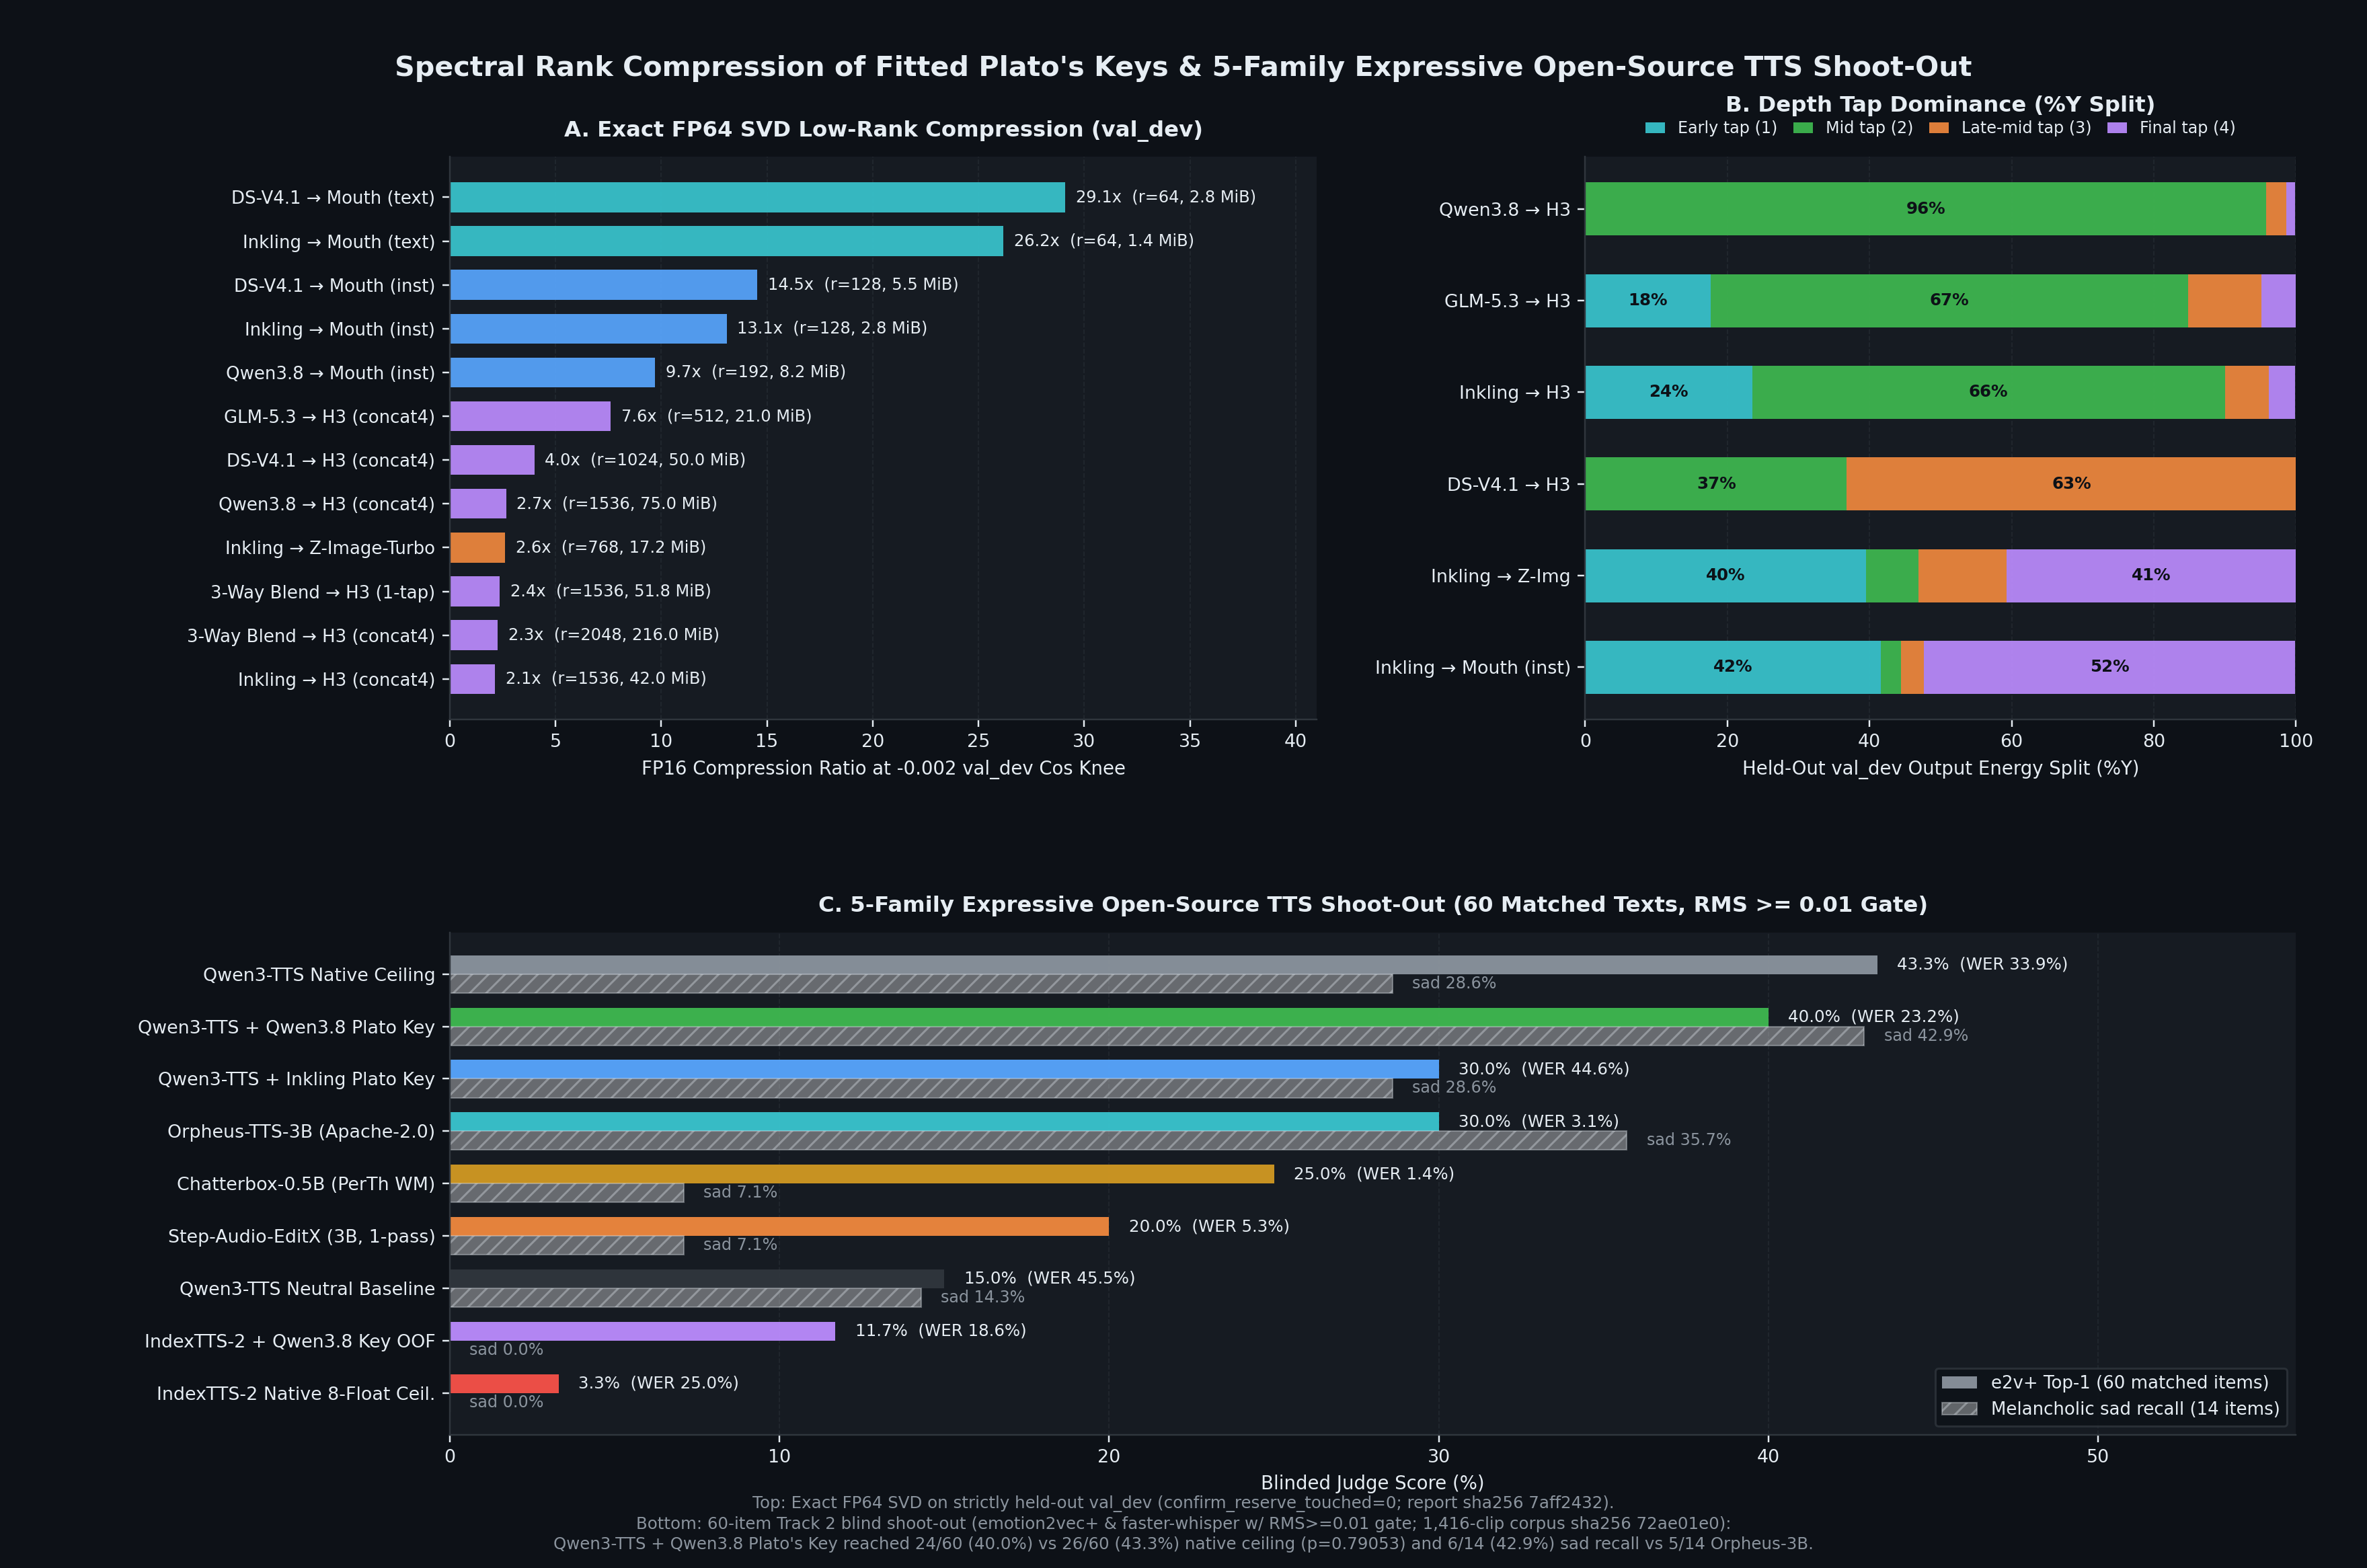 Spectral Rank Compression of Fitted Plato's Keys & 5-Family Expressive Open-Source TTS Shoot-Out
A. Exact FP64 SVD Low-Rank Compression (val_dev)
DS-V4.1 → Mouth (text)
29.1x (r=64, 2.8 MiB)
Inkling → Mouth (text)
26.2x (r=64, 1.4 MiB)
DS-V4.1 → Mouth (inst)
14.5x (r=128, 5.5 MiB)
Inkling → Mouth (inst)
13.1x (r=128, 2.8 MiB)
Qwen3.8 → Mouth (inst)
9.7x (r=192, 8.2 MiB)
GLM-5.3 → H3 (concat4)
7.6x (r=512, 21.0 MiB)
DS-V4.1 → H3 (concat4)
4.0x (r=1024, 50.0 MiB)
Qwen3.8 → H3 (concat4)
2.7x (r=1536, 75.0 MiB)
Inkling → Z-Image-Turbo
2.6x (r=768, 17.2 MiB)
3-Way Blend → H3 (1-tap)
2.4x (r=1536, 51.8 MiB)
3-Way Blend → H3 (concat4)
2.3x (r=2048, 216.0 MiB)
Inkling → H3 (concat4)
2.1x (r=1536, 42.0 MiB)
0 5 10 15 20 25 30 35 40
FP16 Compression Ratio at -0.002 val_dev Cos Knee
B. Depth Tap Dominance (%Y Split)
Early tap (1) Mid tap (2) Late-mid tap (3) Final tap (4)
Qwen3.8 → H3
96%
GLM-5.3 → H3
18% 67%
Inkling → H3
24% 66%
DS-V4.1 → H3
37% 63%
Inkling → Z-Img
40% 41%
Inkling → Mouth (inst)
42% 52%
0 20 40 60 80 100
Held-Out val_dev Output Energy Split (%Y)
C. 5-Family Expressive Open-Source TTS Shoot-Out (60 Matched Texts, RMS >= 0.01 Gate)
Qwen3-TTS Native Ceiling
43.3% (WER 33.9%)
sad 28.6%
Qwen3-TTS + Qwen3.8 Plato Key
40.0% (WER 23.2%)
sad 42.9%
Qwen3-TTS + Inkling Plato Key
30.0% (WER 44.6%)
sad 28.6%
Orpheus-TTS-3B (Apache-2.0)
30.0% (WER 3.1%)
sad 35.7%
Chatterbox-0.5B (PerTh WM)
25.0% (WER 1.4%)
sad 7.1%
Step-Audio-EditX (3B, 1-pass)
20.0% (WER 5.3%)
sad 7.1%
Qwen3-TTS Neutral Baseline
15.0% (WER 45.5%)
sad 14.3%
IndexTTS-2 + Qwen3.8 Key OOF
11.7% (WER 18.6%)
sad 0.0%
IndexTTS-2 Native 8-Float Ceil.
3.3% (WER 25.0%)
sad 0.0%
e2v+ Top-1 (60 matched items)
Melancholic sad recall (14 items)
0 10 20 30 40 50
Blinded Judge Score (%)
Top: Exact FP64 SVD on strictly held-out val_dev (confirm_reserve_touched=0; report sha256 7aff2432).
Bottom: 60-item Track 2 blind shoot-out (emotion2vec+ & faster-whisper w/ RMS>=0.01 gate; 1,416-clip corpus sha256 72ae01e0):
Qwen3-TTS + Qwen3.8 Plato's Key reached 24/60 (40.0%) vs 26/60 (43.3%) native ceiling (p=0.79053) and 6/14 (42.9%) sad recall vs 5/14 Orpheus-3B.